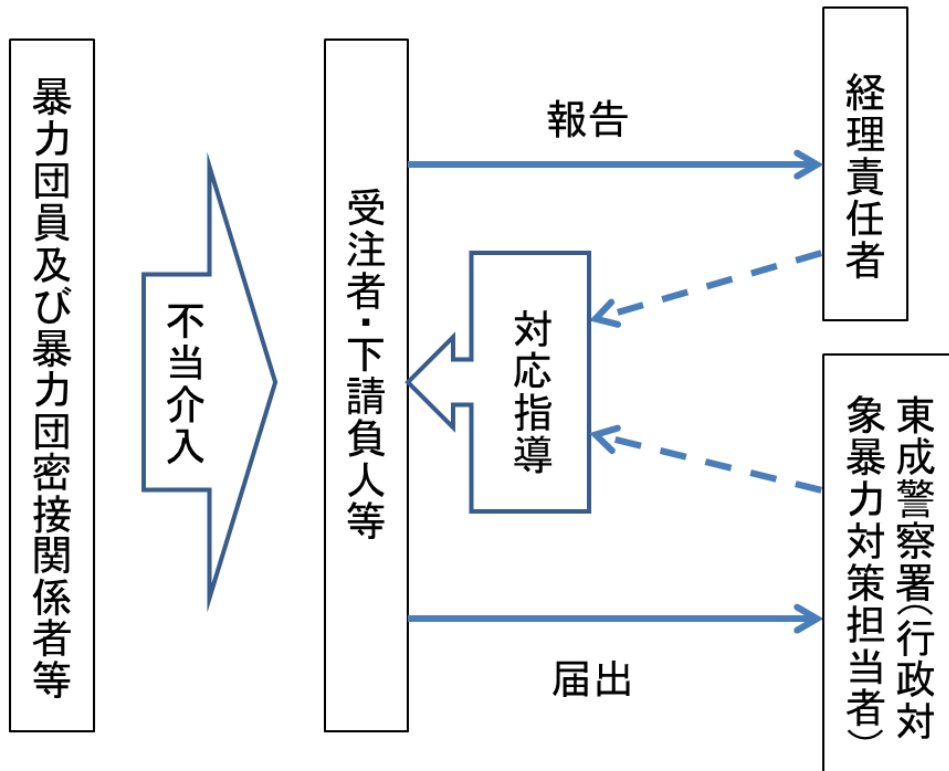 暴力団員及び暴力団密接関係者等
不当介入
受注者・下請負人等
報告
対応指導
届出
経理責任者
東成警察署(行政対
象暴力対策担当者)